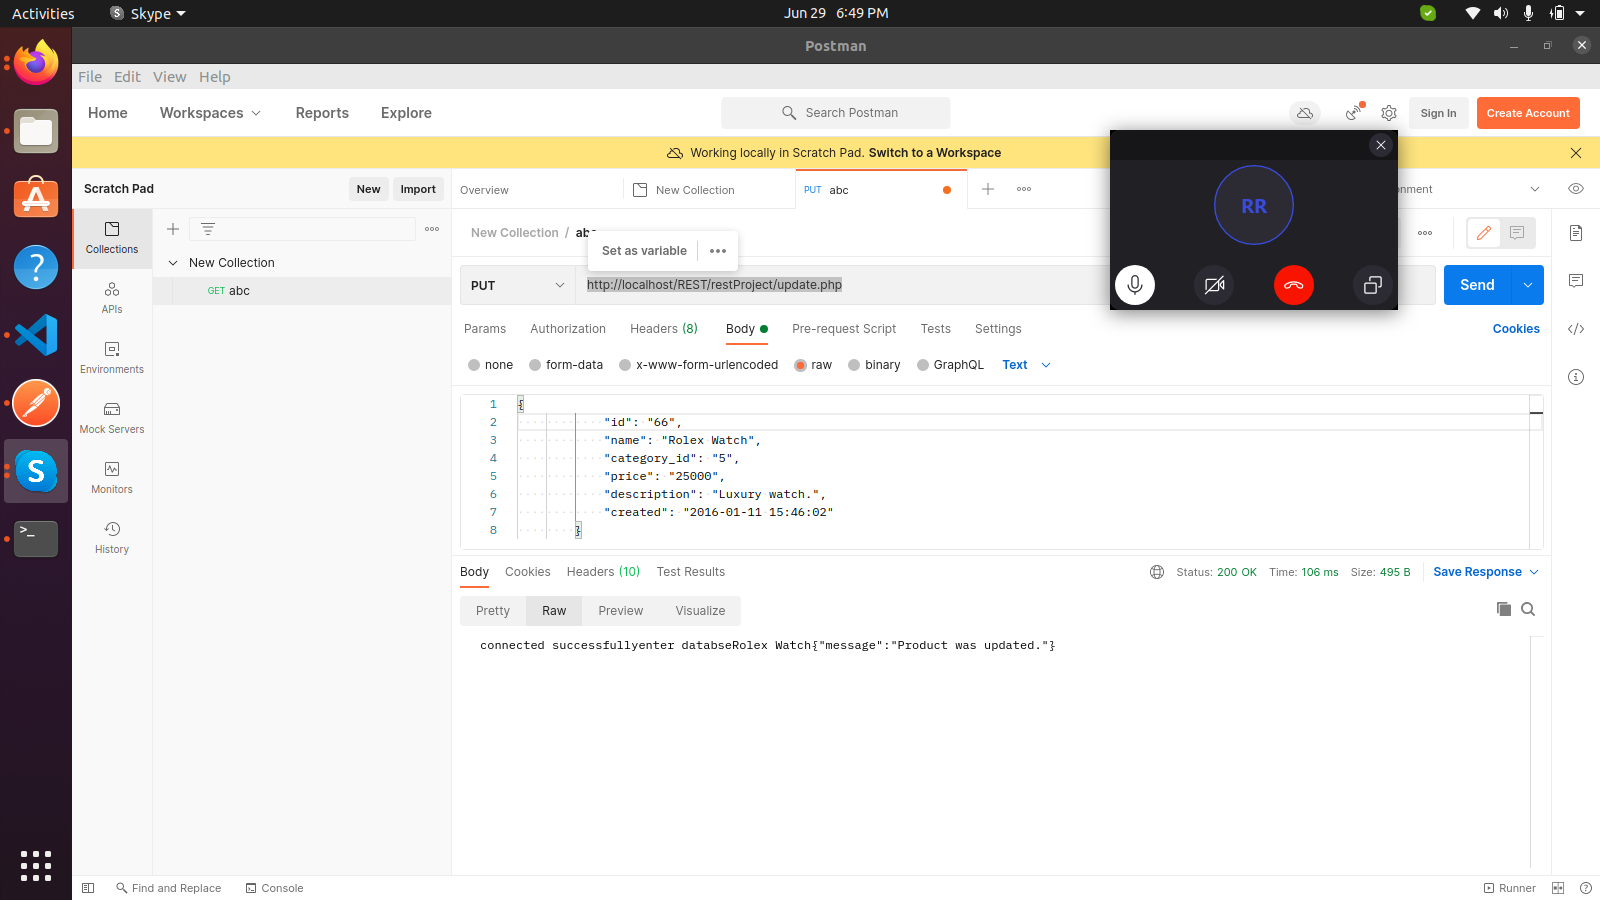 Activities Skype Jun 29 6:49 PM
Postman
File Edit View Help
Home Workspaces Reports Explore Search Postman Sign In Create Account
Working locally in Scratch Pad. Switch to a Workspace
Scratch Pad New Import Overview New Collection PUT abc
RR
New Collection / abc
Set as variable
Collections
New Collection
GET abc
APIs
Environments
Mock Servers
Monitors
History
PUT http://localhost/REST/restProject/update.php Send
Params Authorization Headers (8) Body Pre-request Script Tests Settings Cookies
none form-data x-www-form-urlencoded raw binary GraphQL Text
1 {
2 "id": "66",
3 "name": "Rolex Watch",
4 "category_id": "5",
5 "price": "25000",
6 "description": "Luxury watch.",
7 "created": "2016-01-11 15:46:02"
8 }
Body Cookies Headers (10) Test Results Status: 200 OK Time: 106 ms Size: 495 B Save Response
Pretty Raw Preview Visualize
connected successfullyenter databseRolex Watch{"message":"Product was updated."}
Find and Replace Console Runner